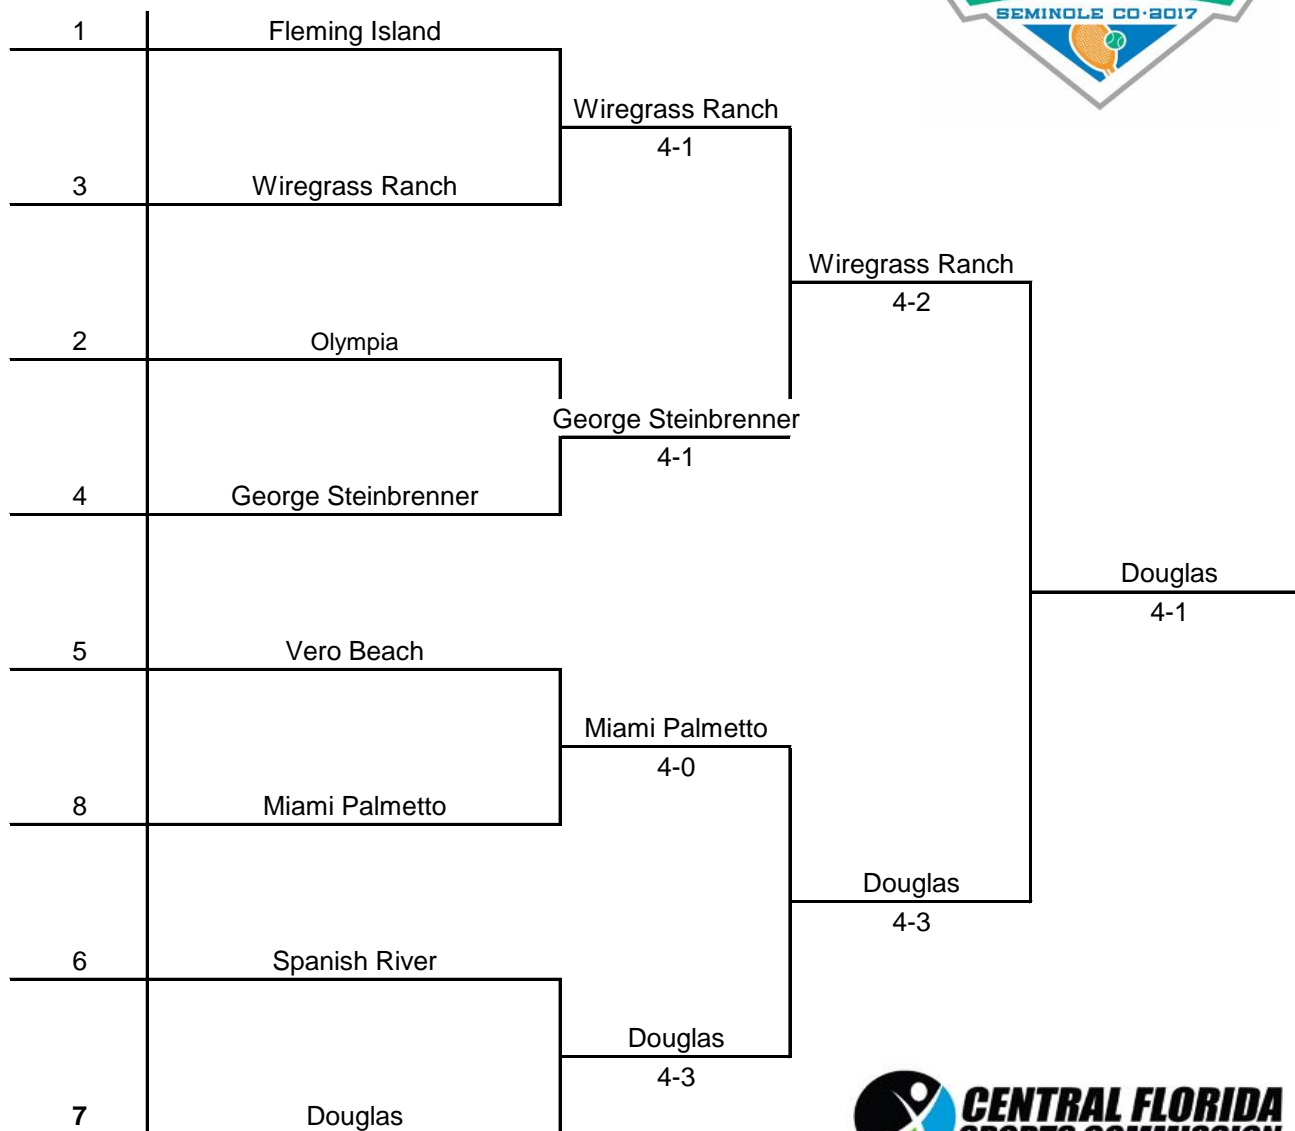 SEMINOLE CO·2017
1 Fleming Island
Wiregrass Ranch
4-1
3 Wiregrass Ranch
Wiregrass Ranch
4-2
2 Olympia
George Steinbrenner
4-1
4 George Steinbrenner
Douglas
4-1
5 Vero Beach
Miami Palmetto
4-0
8 Miami Palmetto
Douglas
4-3
6 Spanish River
Douglas
4-3
7 Douglas
CENTRAL FLORIDA
SPORTS COMMISSION